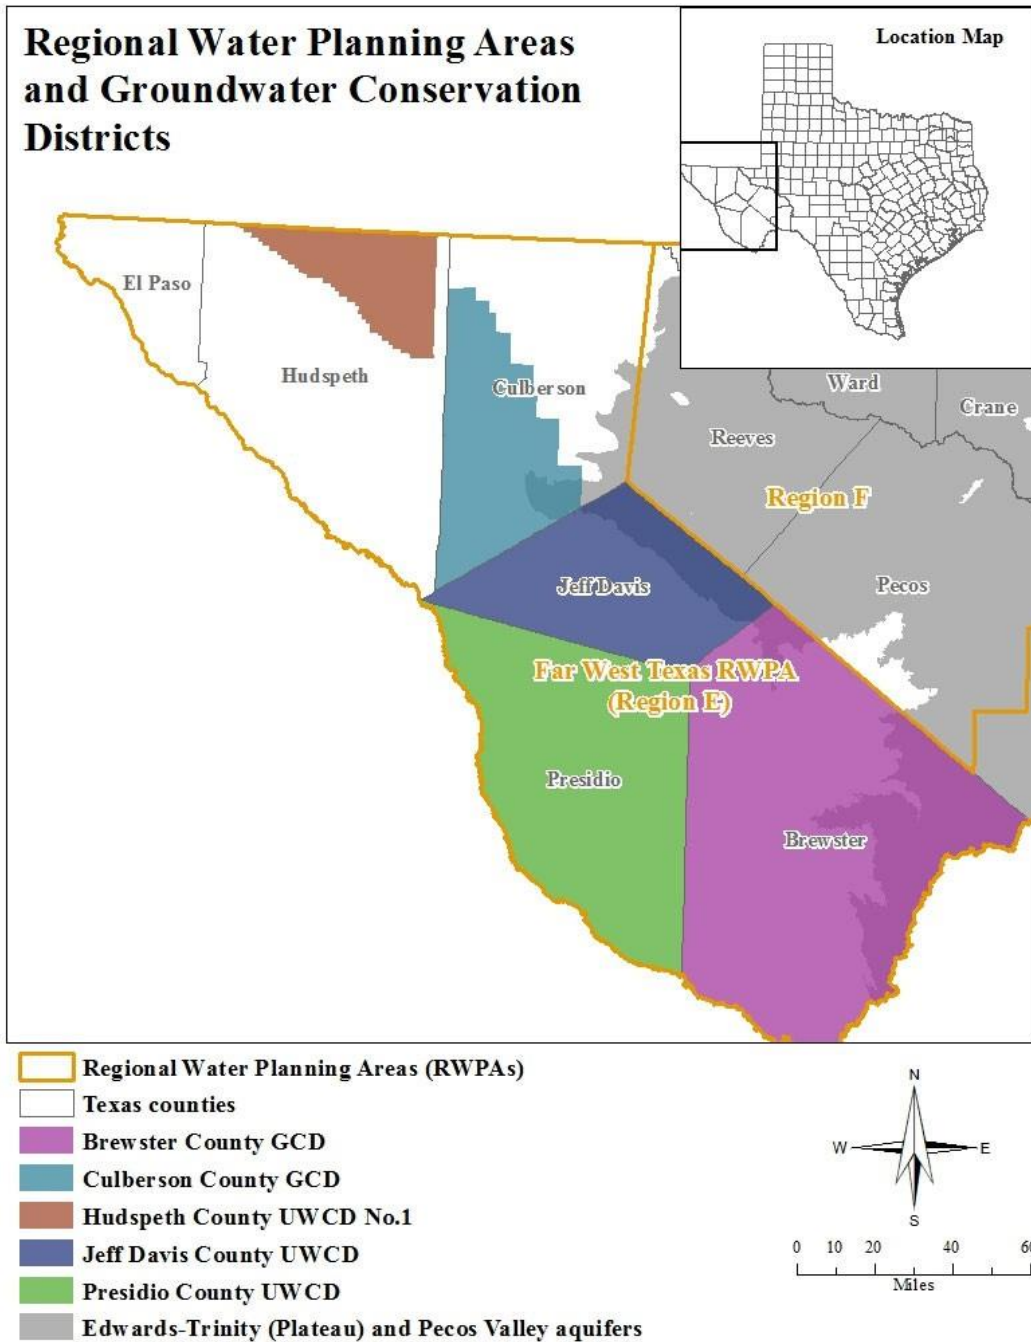 Regional Water Planning Areas
and Groundwater Conservation
Districts
Location Map
El Paso
Hudspeth
Culberson
Ward
Crane
Reeves
Region F
Jeff Davis
Pecos
Far West Texas RWPA
(Region E)
Presidio
Brewster
Regional Water Planning Areas (RWPAs)
Texas counties
Brewster County GCD
Culberson County GCD
Hudspeth County UWCD No.1
Jeff Davis County UWCD
Presidio County UWCD
Edwards-Trinity (Plateau) and Pecos Valley aquifers
N
W
E
S
0 10 20 40 60
Miles